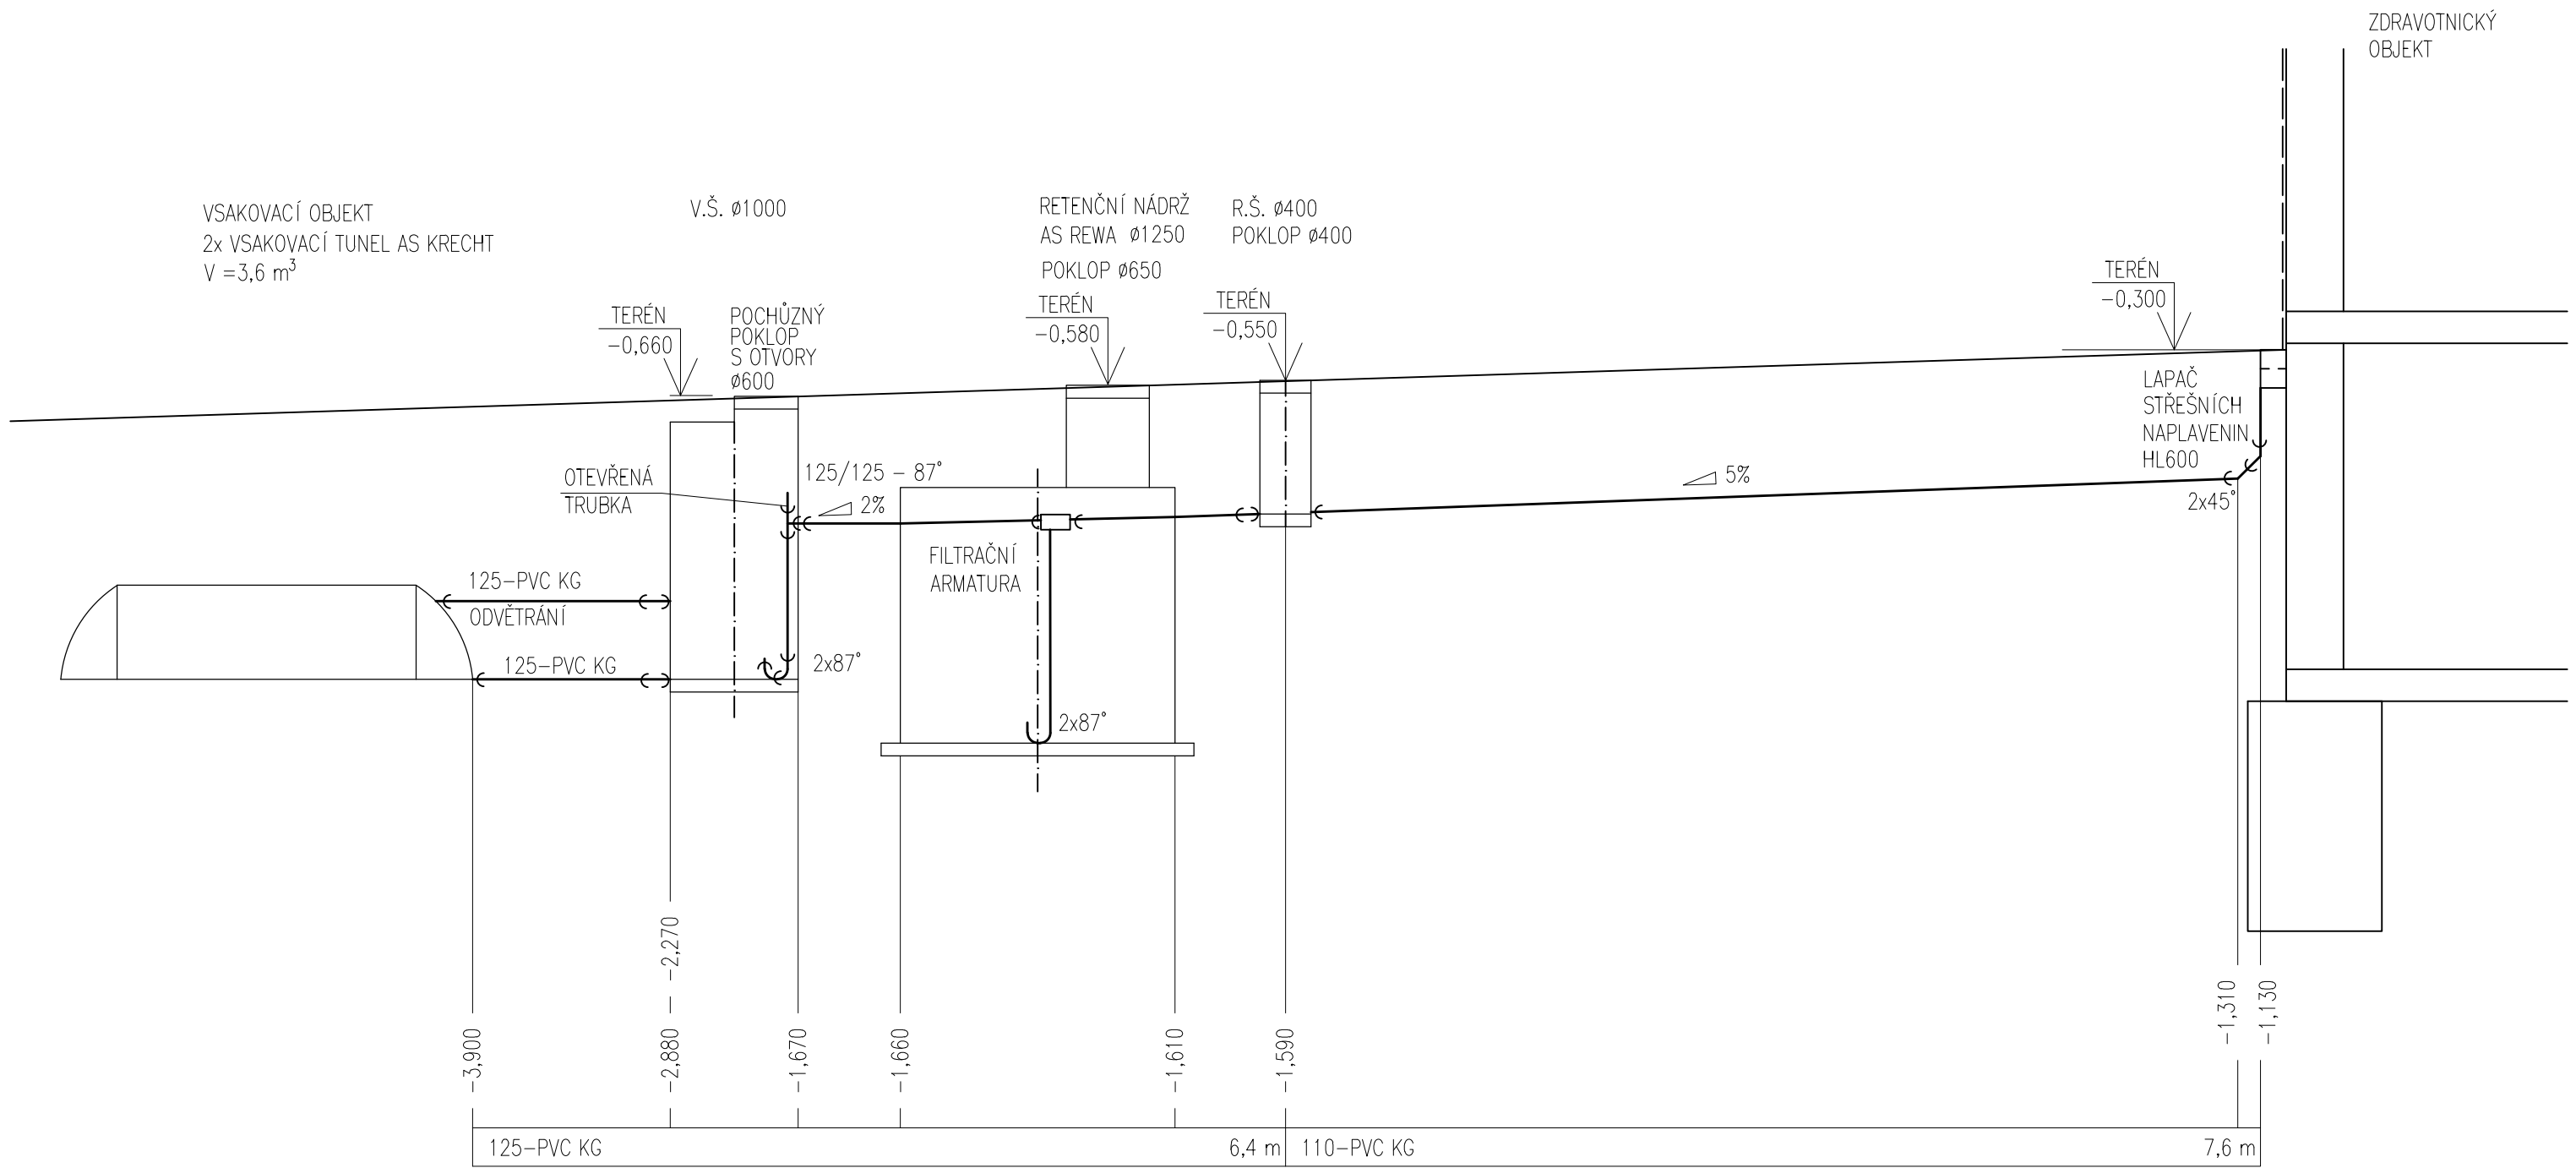 ZDRAVOTNICKÝ
OBJEKT
VSAKOVACÍ OBJEKT
2x VSAKOVACÍ TUNEL AS KRECHT
V =3,6 m³
V.Š. ø1000
RETENČNÍ NÁDRŽ
AS REWA ø1250
POKLOP ø650
R.Š. ø400
POKLOP ø400
TERÉN
-0,660
POCHŮZNÝ
POKLOP
S OTVORY
ø600
TERÉN
-0,580
TERÉN
-0,550
TERÉN
-0,300
LAPAČ
STŘEŠNÍCH
NAPLAVENIN
HL600
2x45°
OTEVŘENÁ
TRUBKA
125/125 - 87°
2%
5%
FILTRAČNÍ
ARMATURA
125-PVC KG
ODVĚTRÁNÍ
125-PVC KG
2x87°
2x87°
-3,900
-2,880
-2,270
-1,670
-1,660
-1,610
-1,590
-1,310
-1,130
125-PVC KG
6,4 m
110-PVC KG
7,6 m